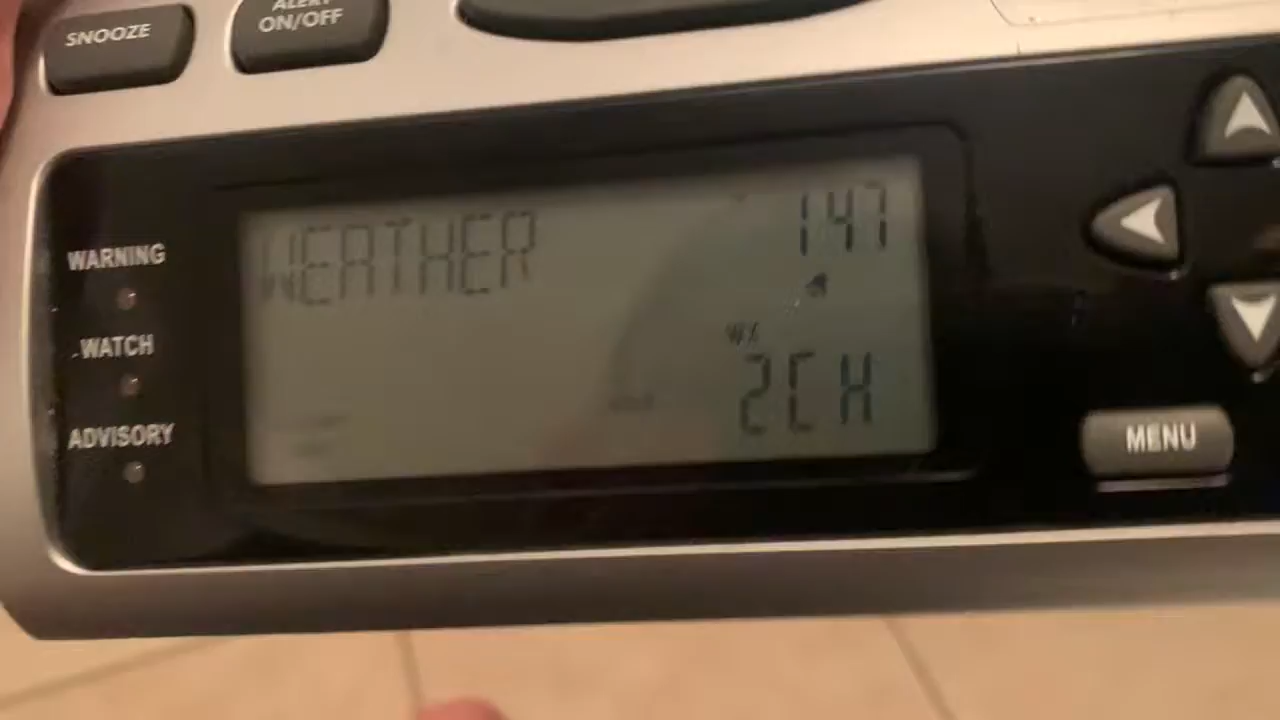 SNOOZE
ALERT
ON/OFF
WEATHER
147
WARNING
WX
WATCH
2CH
ADVISORY
MENU